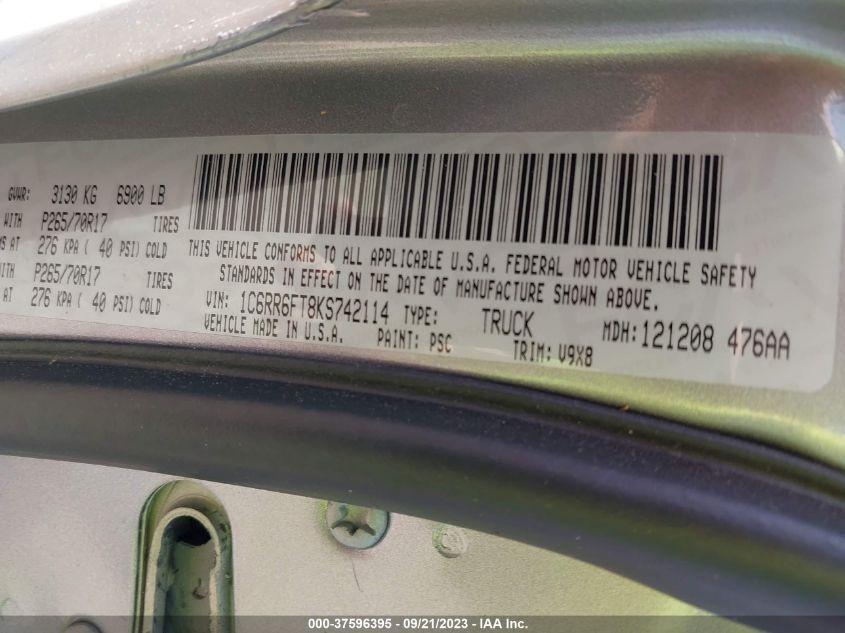 GVWR: 3130 KG 6900 LB
WITH P265/70R17 TIRES
AT 276 KPA ( 40 PSI) COLD
WITH P265/70R17 TIRES
AT 276 KPA ( 40 PSI) COLD
THIS VEHICLE CONFORMS TO ALL APPLICABLE U.S.A. FEDERAL MOTOR VEHICLE SAFETY
STANDARDS IN EFFECT ON THE DATE OF MANUFACTURE SHOWN ABOVE.
VIN: 1C6RR6FT8KS742114 TYPE: TRUCK MDH:121208 476AA
VEHICLE MADE IN U.S.A. PAINT: PSC TRIM: V9X8
000-37596395 - 09/21/2023 - IAA Inc.